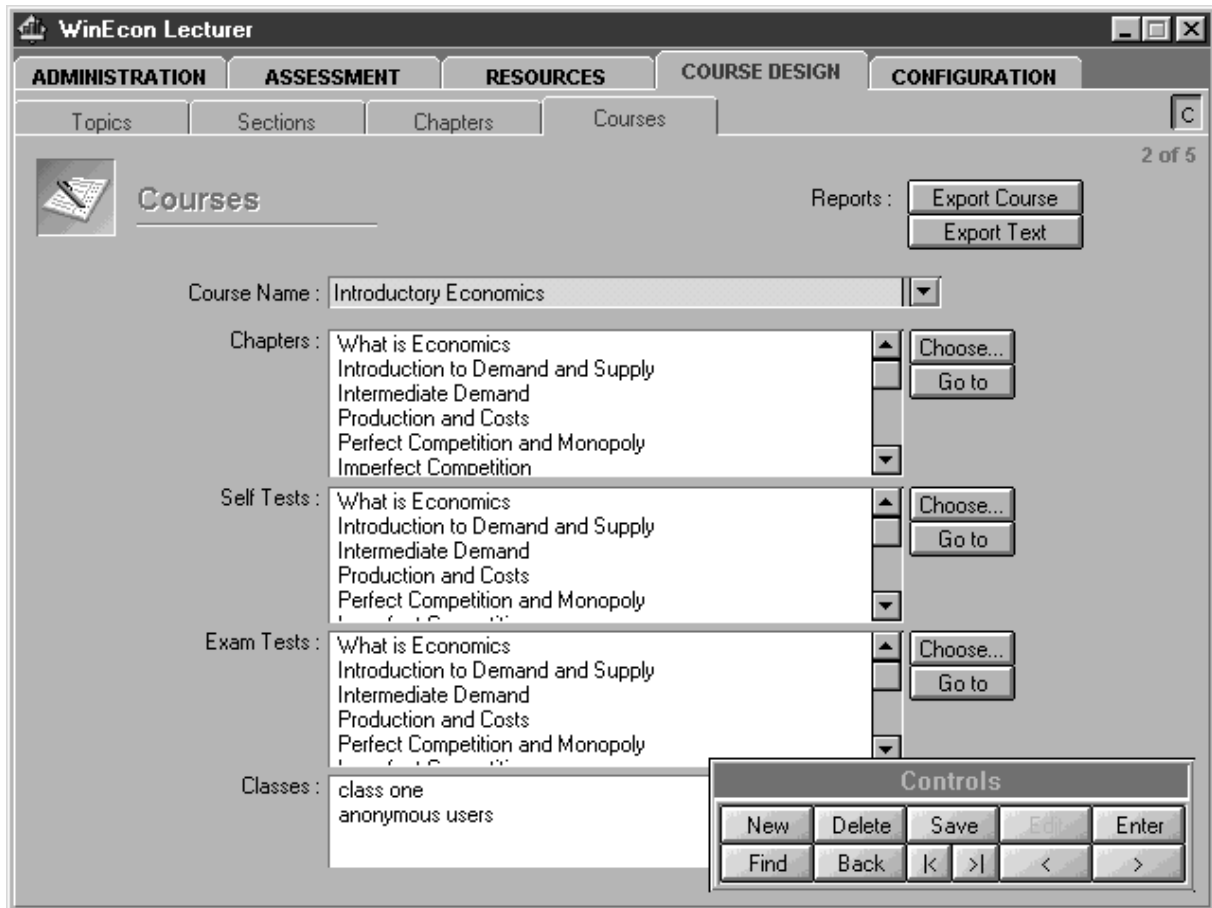 WinEcon Lecturer
ADMINISTRATION ASSESSMENT RESOURCES COURSE DESIGN CONFIGURATION
Topics Sections Chapters Courses C
2 of 5
Courses
Reports : Export Course
Export Text
Course Name : Introductory Economics
Chapters : What is Economics Choose...
Introduction to Demand and Supply
Intermediate Demand Go to
Production and Costs
Perfect Competition and Monopoly
Imperfect Competition
Self Tests : What is Economics Choose...
Introduction to Demand and Supply
Intermediate Demand Go to
Production and Costs
Perfect Competition and Monopoly
Exam Tests : What is Economics Choose...
Introduction to Demand and Supply
Intermediate Demand Go to
Production and Costs
Perfect Competition and Monopoly
Classes : class one
anonymous users
Controls
New Delete Save Edit Enter
Find Back |< >| < >